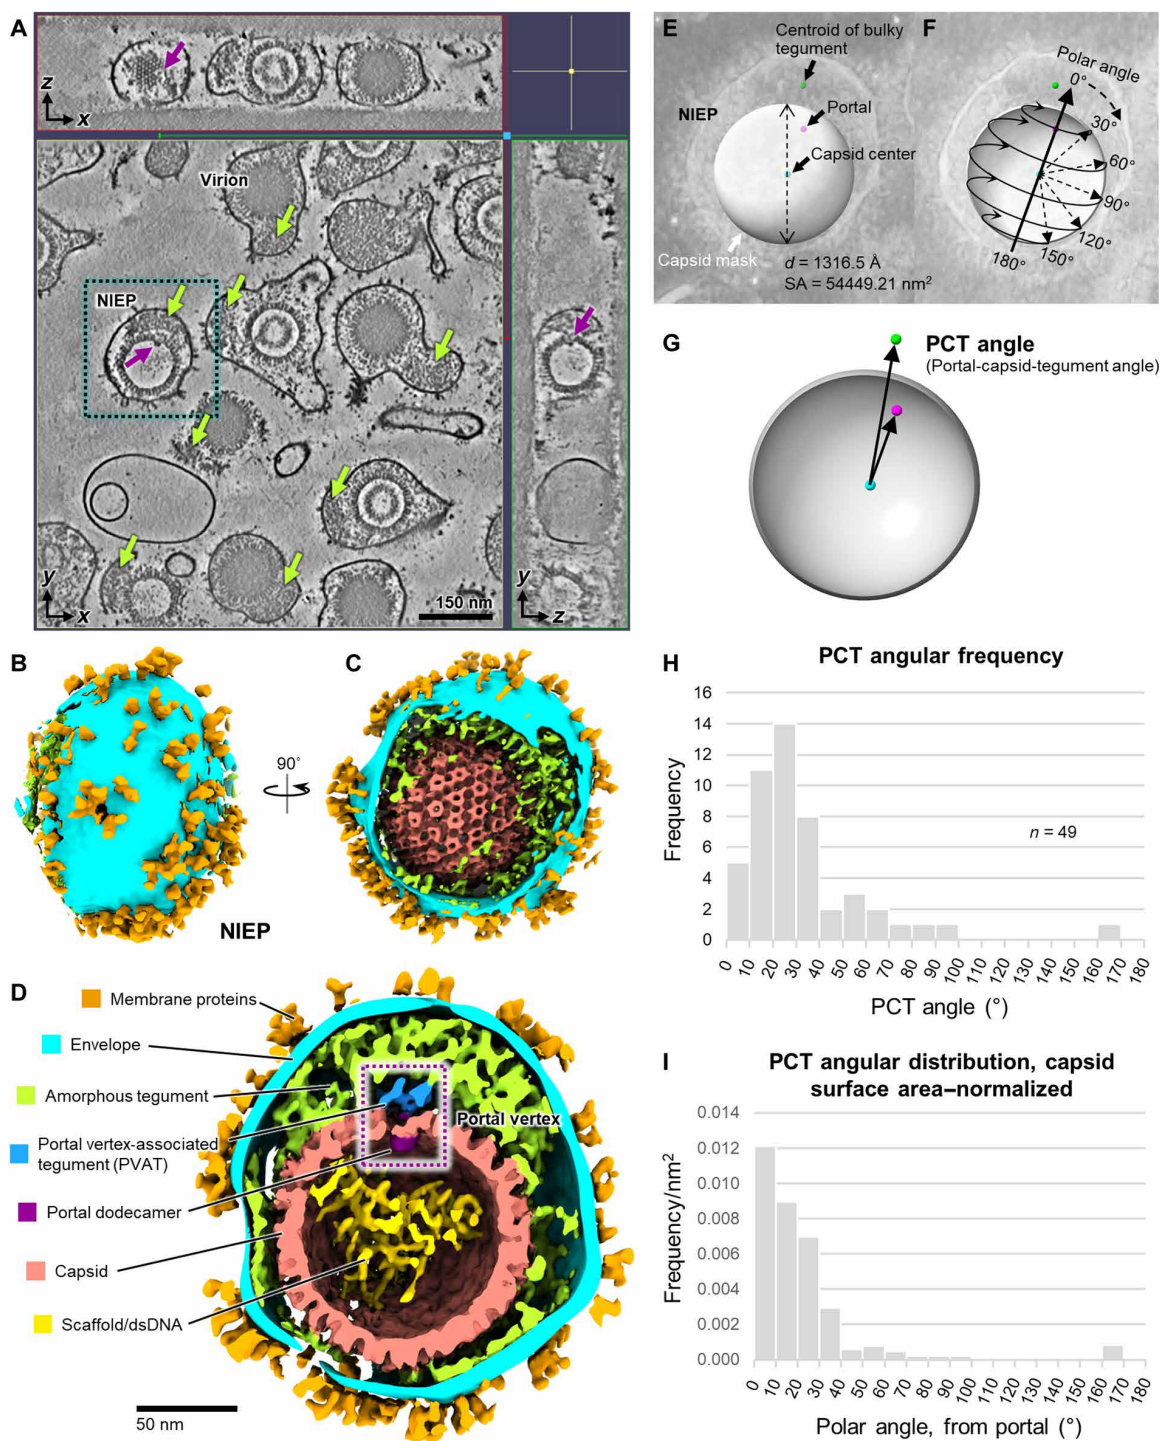 A
z
x
Virion
NIEP
y
x
150 nm
y
z
B
C
90°
NIEP
D
Membrane proteins
Envelope
Amorphous tegument
Portal vertex-associated
tegument (PVAT)
Portal dodecamer
Capsid
Scaffold/dsDNA
Portal vertex
50 nm
E
Centroid of bulky
tegument
NIEP
Portal
Capsid center
Capsid mask
d = 1316.5 Å
SA = 54449.21 nm²
F
Polar angle
0°
30°
60°
90°
120°
150°
180°
G
PCT angle
(Portal-capsid-tegument angle)
H
PCT angular frequency
Frequency
16
14
12
10
8
6
4
2
0
n = 49
0 10 20 30 40 50 60 70 80 90 100 110 120 130 140 150 160 170 180
PCT angle (°)
I
PCT angular distribution, capsid
surface area–normalized
Frequency/nm²
0.014
0.012
0.010
0.008
0.006
0.004
0.002
0.000
0 10 20 30 40 50 60 70 80 90 100 110 120 130 140 150 160 170 180
Polar angle, from portal (°)